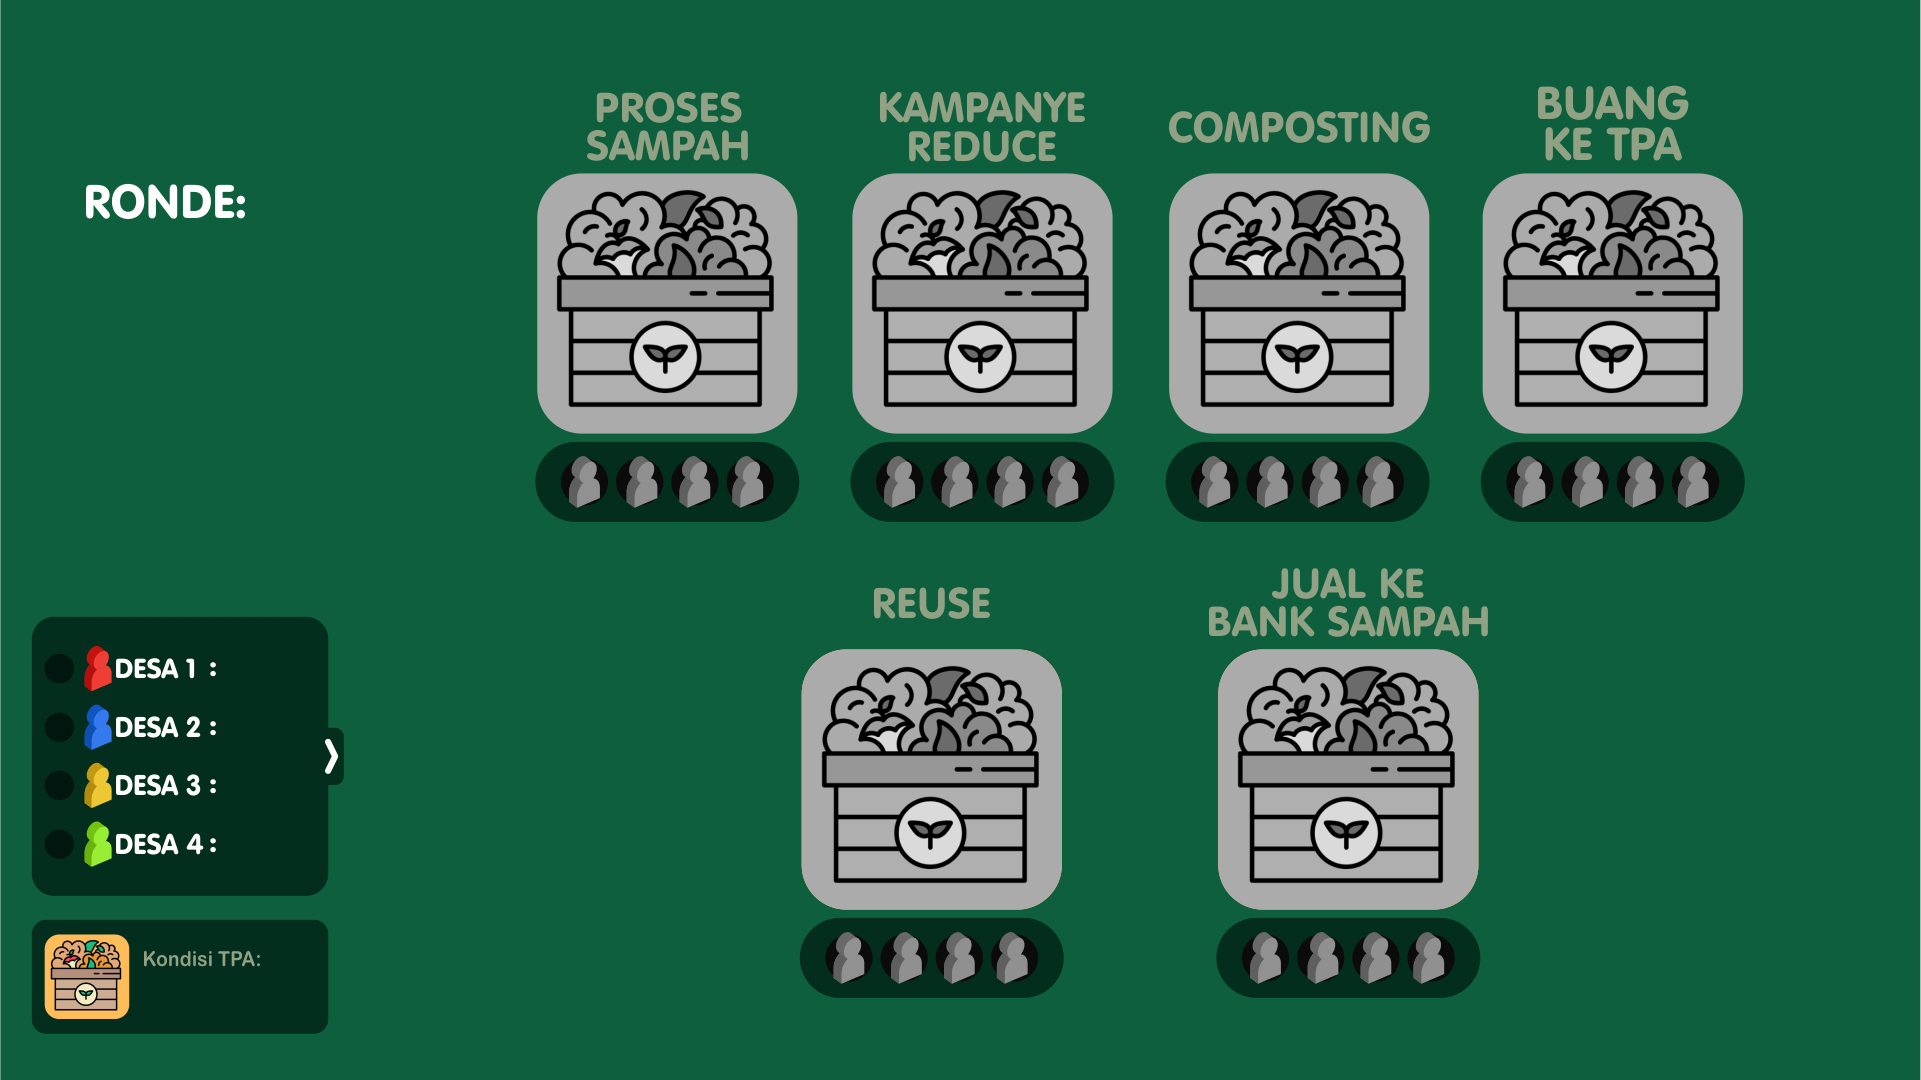 RONDE:
PROSES
SAMPAH
KAMPANYE
REDUCE
COMPOSTING
BUANG
KE TPA
REUSE
JUAL KE
BANK SAMPAH
DESA 1 :
DESA 2 :
DESA 3 :
DESA 4 :
Kondisi TPA: